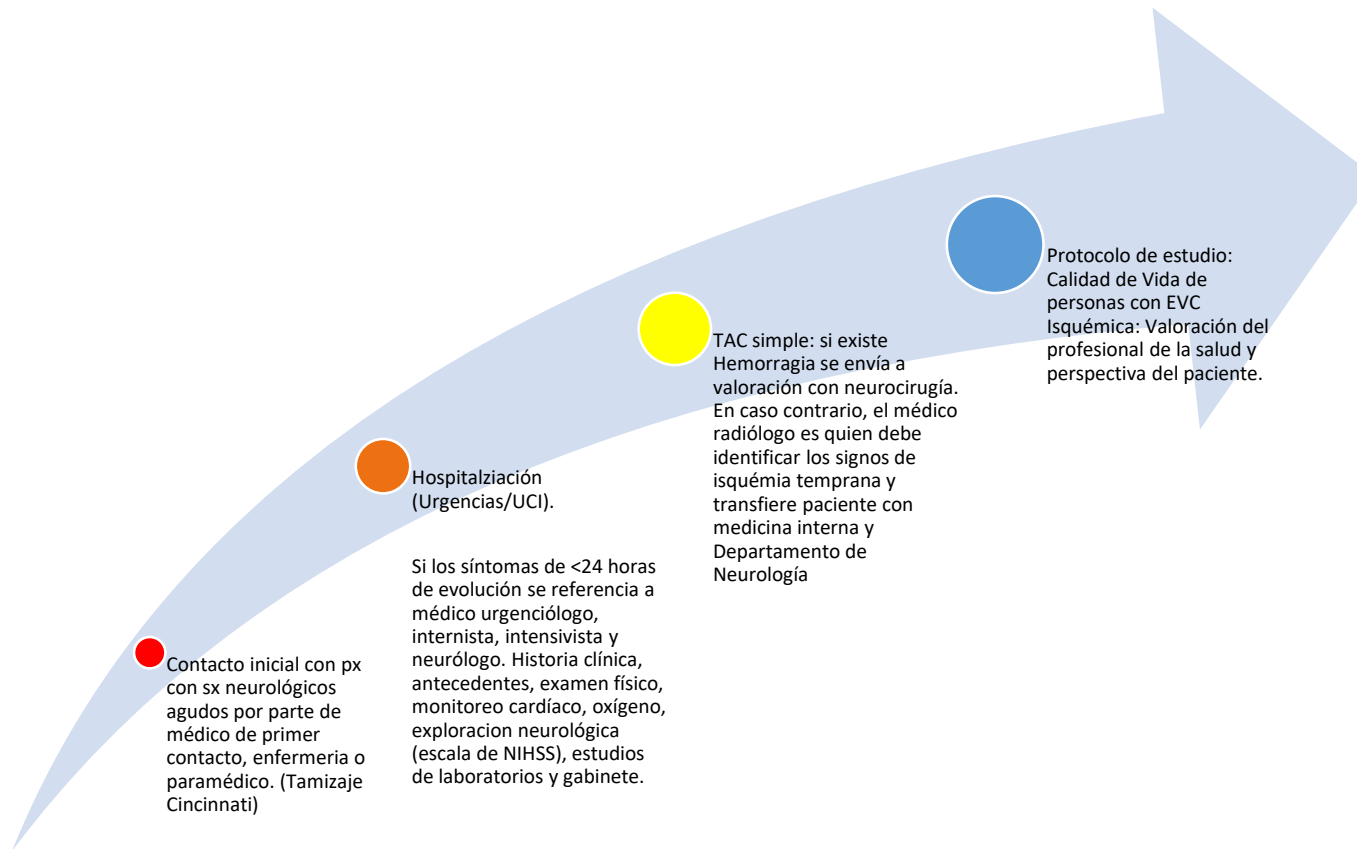 Contacto inicial con px
con sx neurológicos
agudos por parte de
médico de primer
contacto, enfermeria o
paramédico. (Tamizaje
Cincinnati)
Hospitalziación
(Urgencias/UCI).
Si los síntomas de <24 horas
de evolución se referencia a
médico urgenciólogo,
internista, intensivista y
neurólogo. Historia clínica,
antecedentes, examen físico,
monitoreo cardíaco, oxígeno,
exploracion neurológica
(escala de NIHSS), estudios
de laboratorios y gabinete.
TAC simple: si existe
Hemorragia se envía a
valoración con neurocirugía.
En caso contrario, el médico
radiólogo es quien debe
identificar los signos de
isquémia temprana y
transfiere paciente con
medicina interna y
Departamento de
Neurología
Protocolo de estudio:
Calidad de Vida de
personas con EVC
Isquémica: Valoración del
profesional de la salud y
perspectiva del paciente.